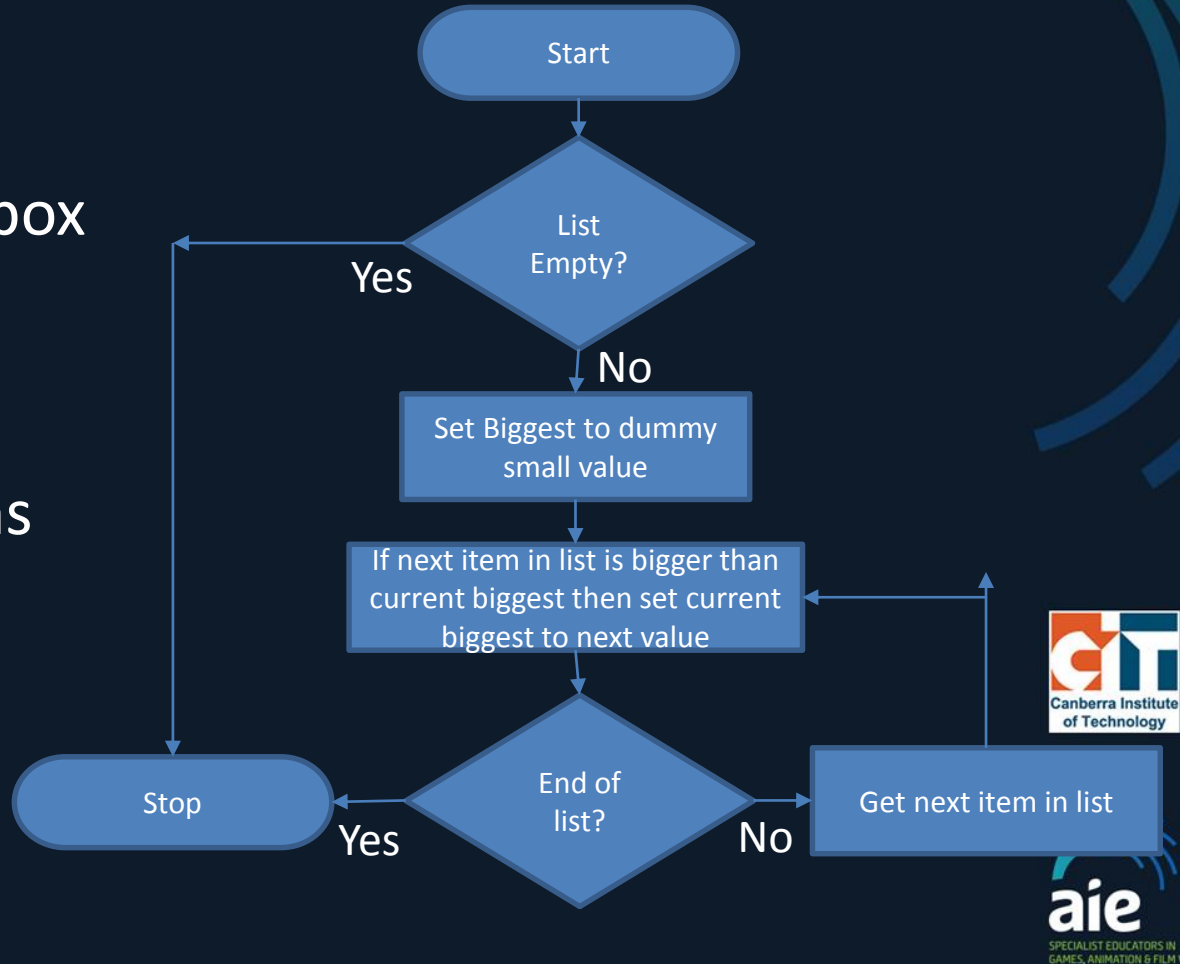 Start
List
Empty?
Yes
No
Set Biggest to dummy
small value
If next item in list is bigger than
current biggest then set current
biggest to next value
End of
list?
Yes
No
Stop
Get next item in list
CIT
Canberra Institute
of Technology
aie
SPECIALIST EDUCATORS IN
GAMES, ANIMATION & FILM